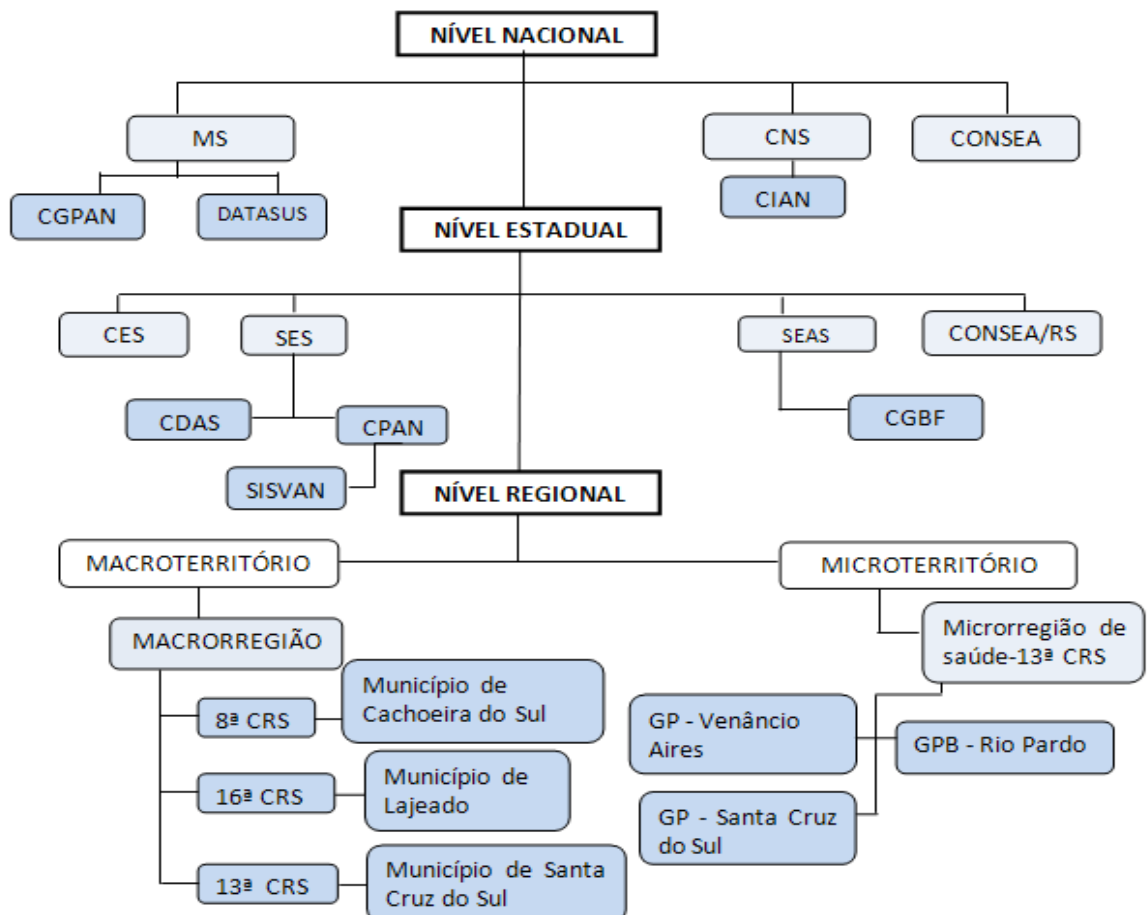 NÍVEL NACIONAL
MS
CNS
CONSEA
CGPAN
DATASUS
CIAN
NÍVEL ESTADUAL
CES
SES
SEAS
CONSEA/RS
CDAS
CPAN
CGBF
SISVAN
NÍVEL REGIONAL
MACROTERRITÓRIO
MICROTERRITÓRIO
MACRORREGIÃO
Microrregião de
saúde-13ª CRS
8ª CRS
Município de
Cachoeira do Sul
GP - Venâncio
Aires
GPB - Rio Pardo
16ª CRS
Município de
Lajeado
GP - Santa Cruz
do Sul
13ª CRS
Município de Santa
Cruz do Sul